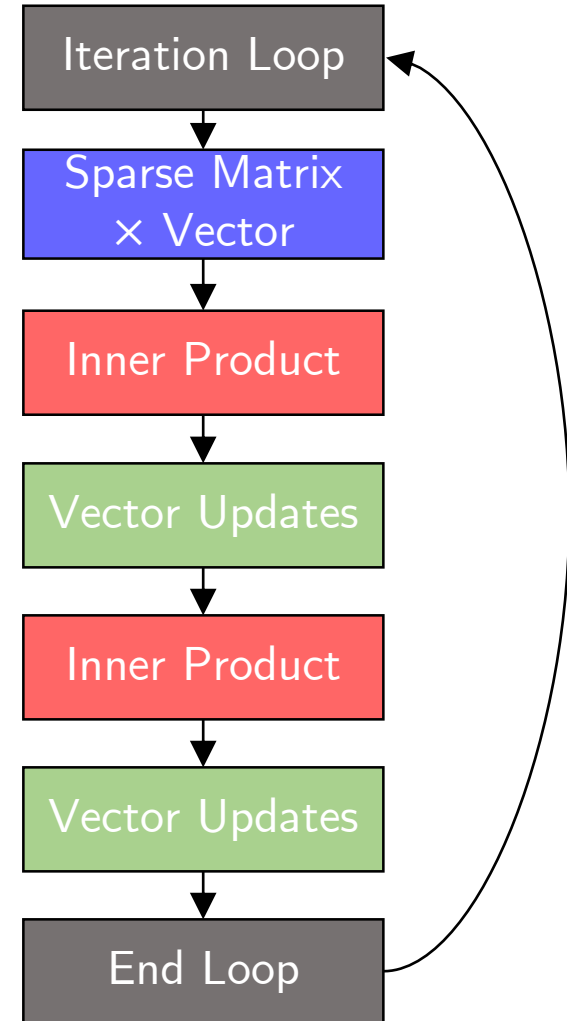 Iteration Loop
Sparse Matrix
× Vector
Inner Product
Vector Updates
Inner Product
Vector Updates
End Loop